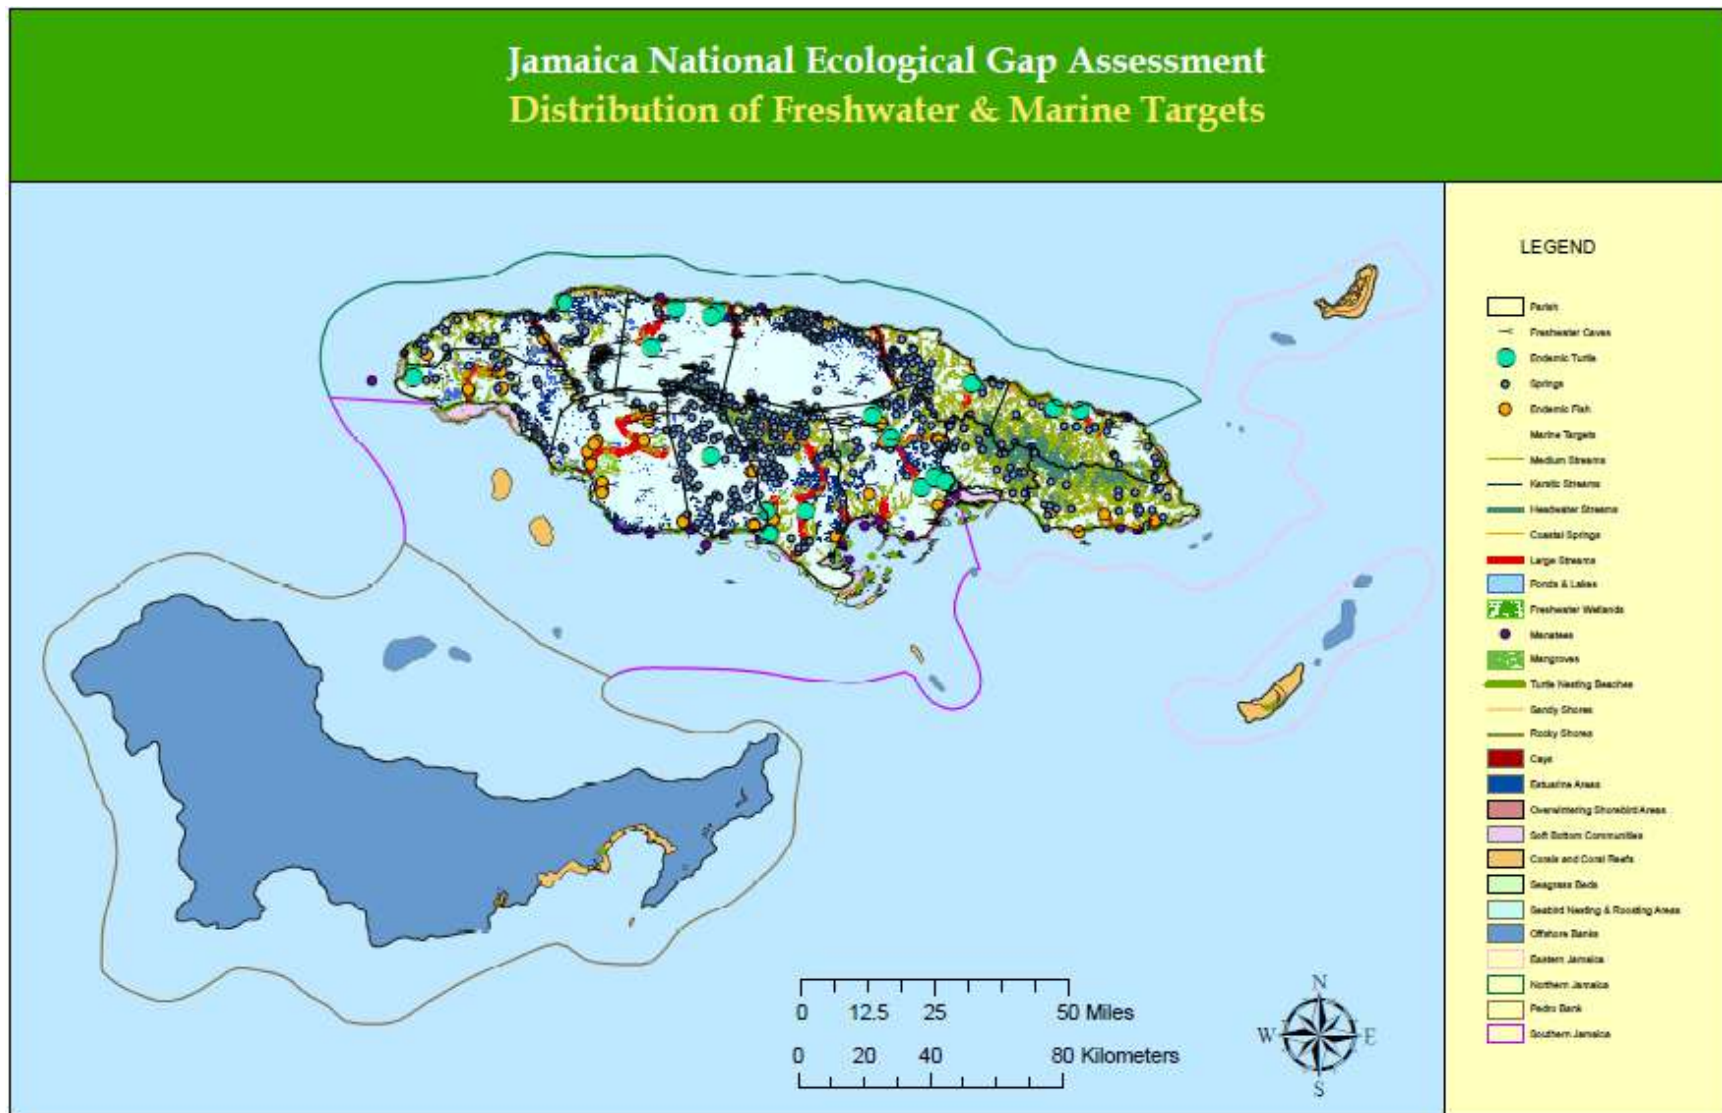 Jamaica National Ecological Gap Assessment
Distribution of Freshwater & Marine Targets
LEGEND
Parish
Freshwater Caves
Endemic Turtle
Springs
Endemic Fish
Marine Targets
Medium Streams
Karstic Streams
Headwater Streams
Coastal Springs
Large Streams
Ponds & Lakes
Freshwater Wetlands
Manatees
Mangroves
Turtle Nesting Beaches
Sandy Shores
Rocky Shores
Cays
Estuarine Areas
Overwintering Shorebird Areas
Soft Bottom Communities
Corals and Coral Reefs
Seagrass Beds
Seabird Nesting & Roosting Areas
Offshore Banks
Eastern Jamaica
Northern Jamaica
Pedro Bank
Southern Jamaica
0 12.5 25 50 Miles
0 20 40 80 Kilometers
N
W E
S